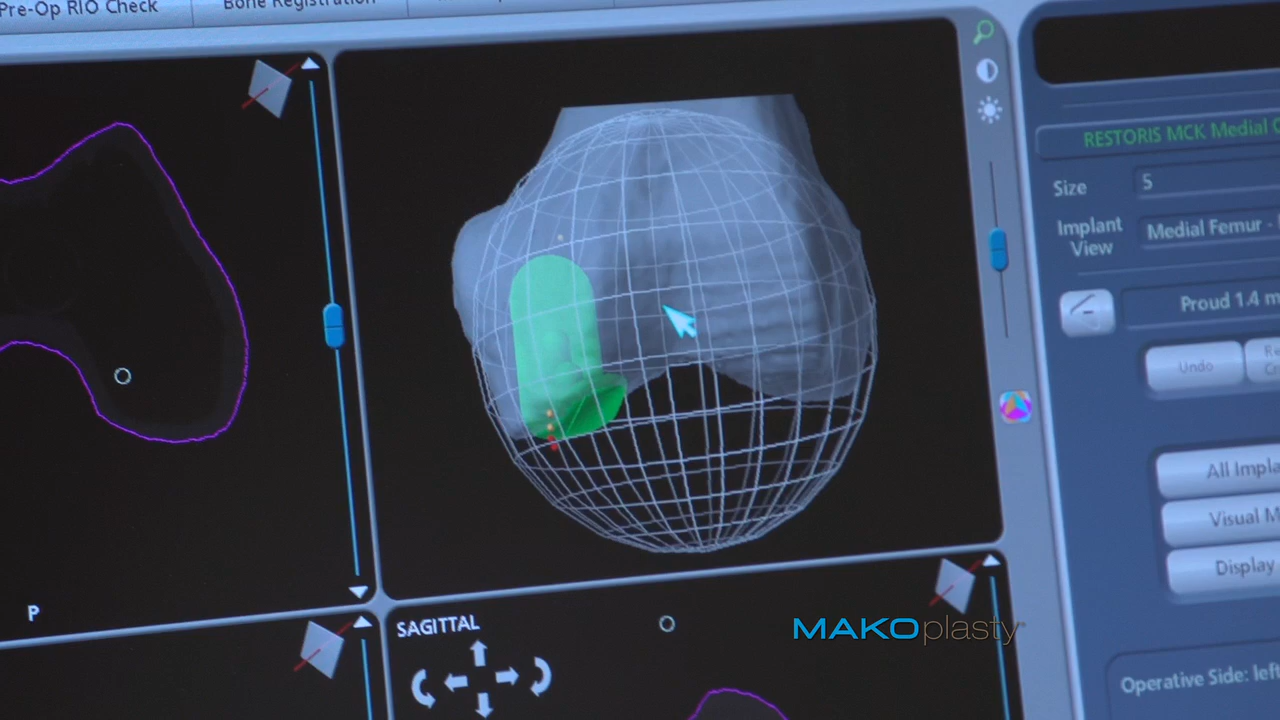 Pre-Op RIO Check
Bone Registration
RESTORIS MCK Medial
Size
5
Implant
View
Medial Femur -
Proud 1.4 m
Undo
All Impla
Visual M
Display
P
SAGITTAL
MAKOplasty
Operative Side: left